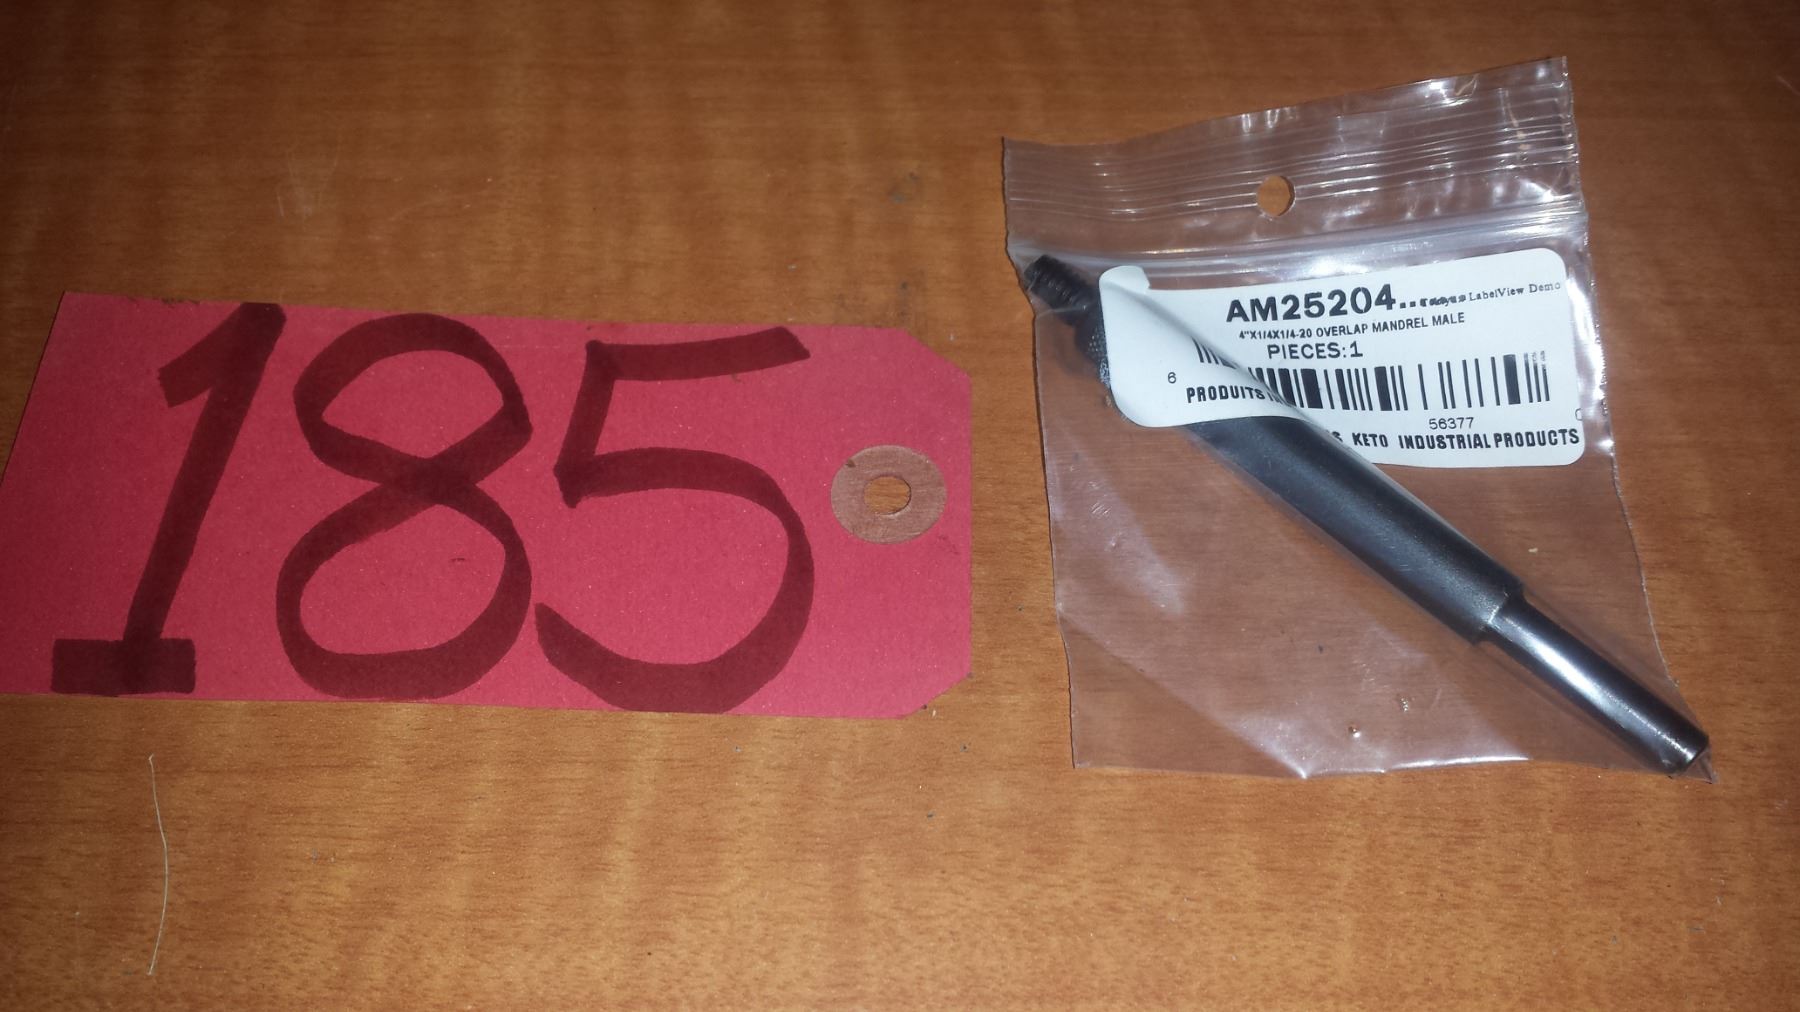 185
AM25204... LabelView Demo
4"X1/4X1/4-20 OVERLAP MANDREL MALE
PIECES:1
6
56377
PRODUITS
KETO INDUSTRIAL PRODUCTS